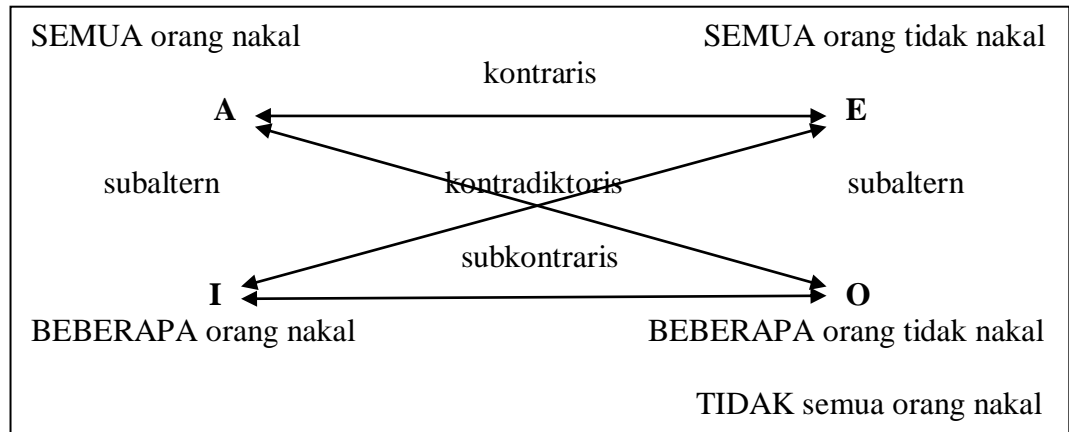 SEMUA orang nakal SEMUA orang tidak nakal
kontraris
A E
subaltern kontradiktoris subaltern
subkontraris
I O
BEBERAPA orang nakal BEBERAPA orang tidak nakal
TIDAK semua orang nakal